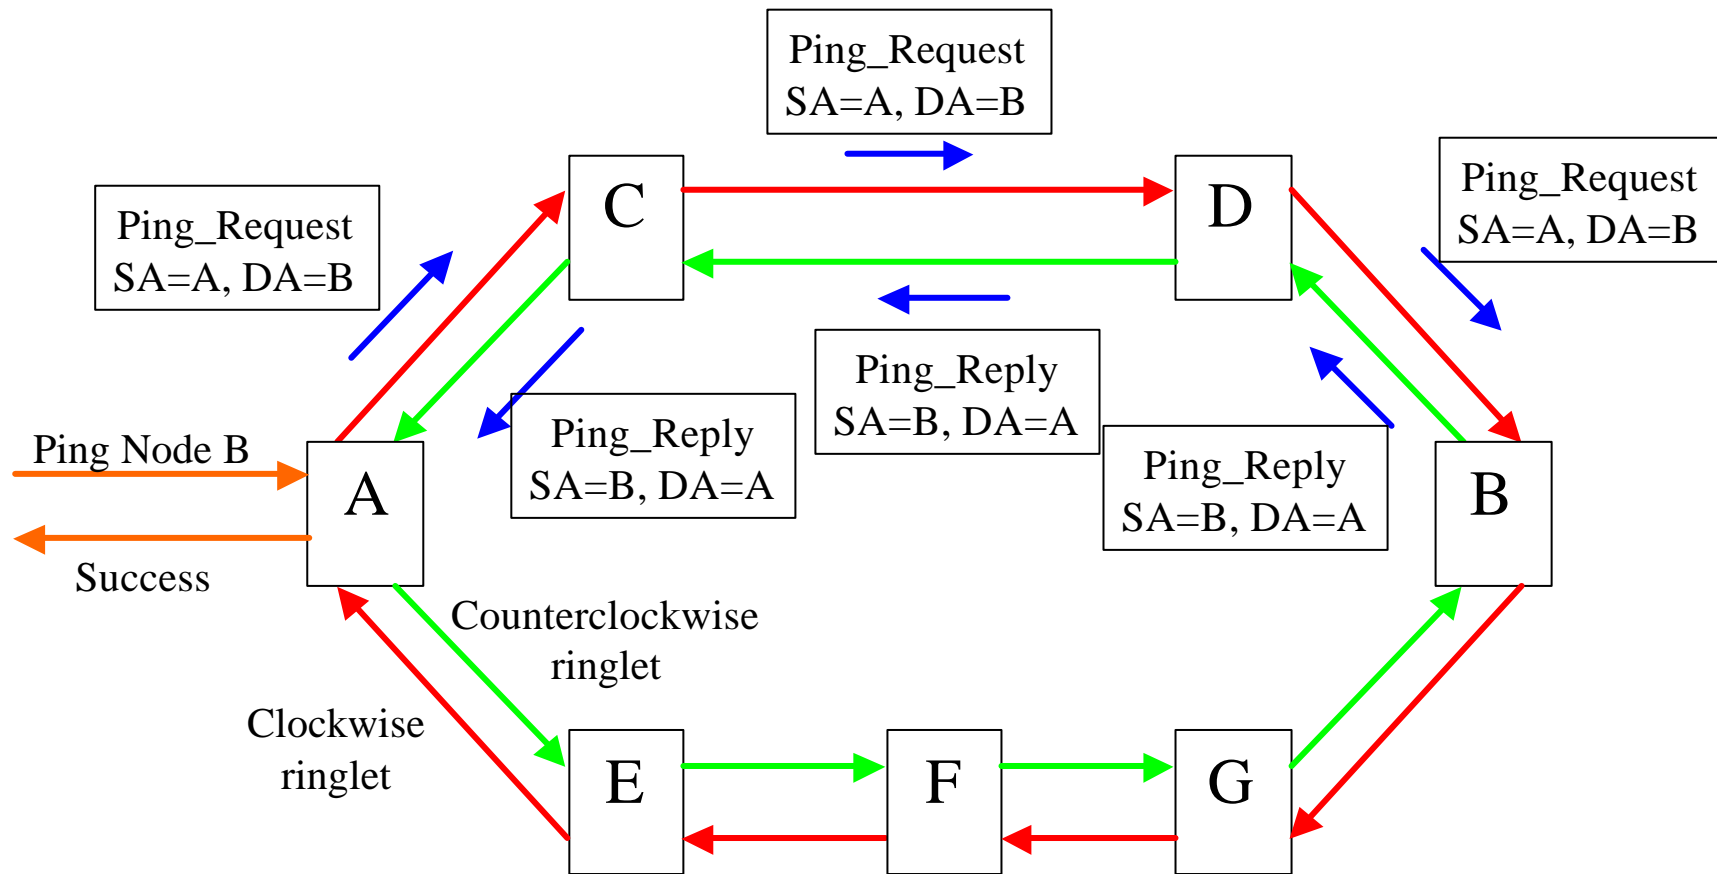 Ping_Request
SA=A, DA=B
Ping_Request
SA=A, DA=B
Ping_Request
SA=A, DA=B
C
D
Ping_Reply
SA=B, DA=A
Ping_Reply
SA=B, DA=A
Ping_Reply
SA=B, DA=A
Ping Node B
A
B
Success
Counterclockwise
ringlet
Clockwise
ringlet
E
F
G